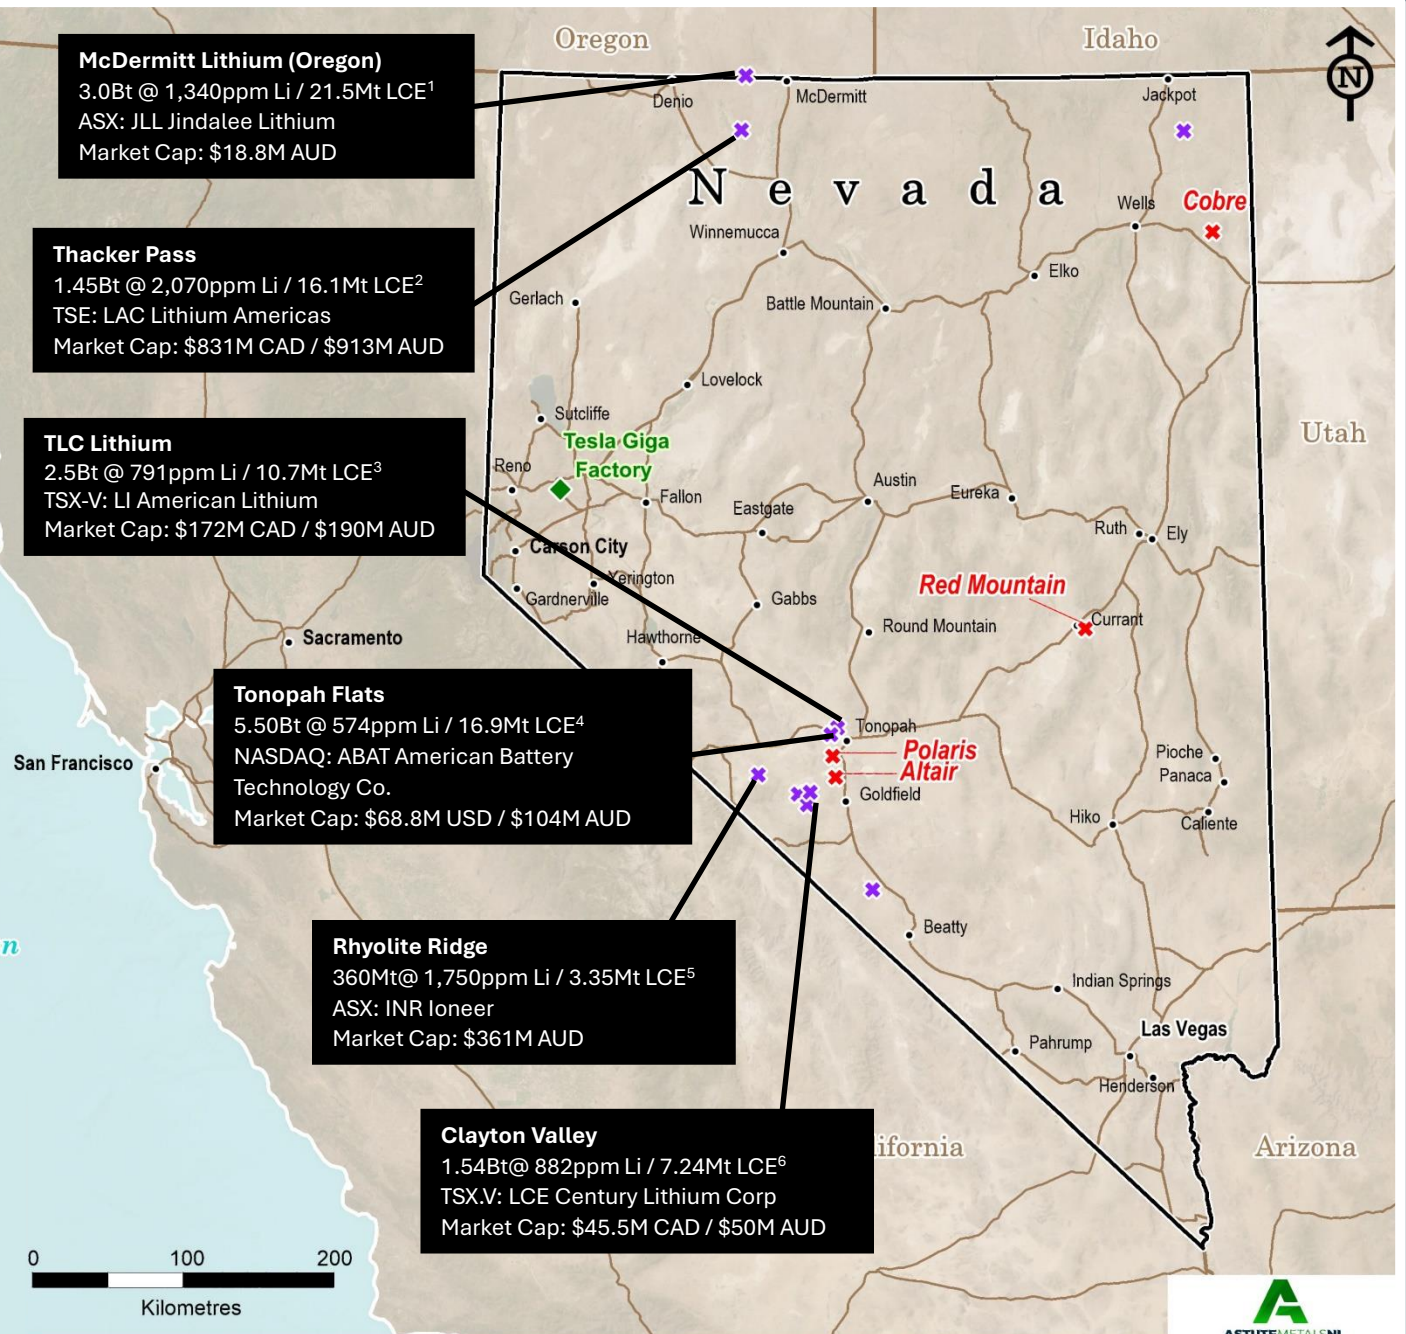 Oregon
Idaho
McDermitt Lithium (Oregon)
3.0Bt @ 1,340ppm Li / 21.5Mt LCE¹
ASX: JLL Jindalee Lithium
Market Cap: $18.8M AUD
N
Denio
McDermitt
Jackpot
Nevada
Wells
Cobre
Winnemucca
Thacker Pass
1.45Bt @ 2,070ppm Li / 16.1Mt LCE²
TSE: LAC Lithium Americas
Market Cap: $831M CAD / $913M AUD
Elko
Gerlach
Battle Mountain
Lovelock
Sutcliffe
Utah
TLC Lithium
2.5Bt @ 791ppm Li / 10.7Mt LCE³
TSX-V: LI American Lithium
Market Cap: $172M CAD / $190M AUD
Tesla Giga
Factory
Reno
Fallon
Austin
Eureka
Eastgate
Ruth
Ely
Carson City
Yerington
Gardnerville
Gabbs
Red Mountain
Currant
Round Mountain
Sacramento
Hawthorne
Tonopah Flats
5.50Bt @ 574ppm Li / 16.9Mt LCE⁴
NASDAQ: ABAT American Battery
Technology Co.
Market Cap: $68.8M USD / $104M AUD
Tonopah
Polaris
Altair
Goldfield
Pioche
Panaca
San Francisco
Hiko
Caliente
Beatty
n
Rhyolite Ridge
360Mt@ 1,750ppm Li / 3.35Mt LCE⁵
ASX: INR Ioneer
Market Cap: $361M AUD
Indian Springs
Las Vegas
Pahrump
Henderson
Clayton Valley
1.54Bt@ 882ppm Li / 7.24Mt LCE⁶
TSX.V: LCE Century Lithium Corp
Market Cap: $45.5M CAD / $50M AUD
ifornia
Arizona
0 100 200
Kilometres
ASTUTEMETALSNL